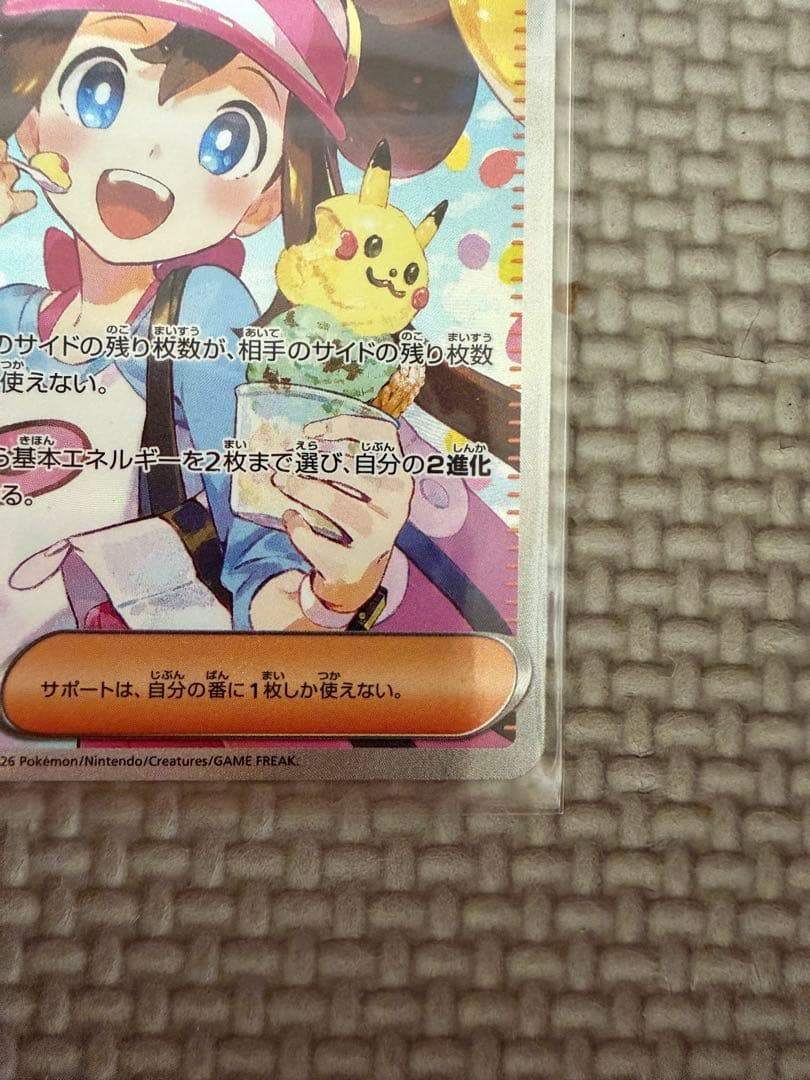 のサイドの残り枚数が、相手のサイドの残り枚数
使えない。
ら基本エネルギーを2枚まで選び、自分の2進化
る。
サポートは、自分の番に1枚しか使えない。
26 Pokémon/Nintendo/Creatures/GAME FREAK.